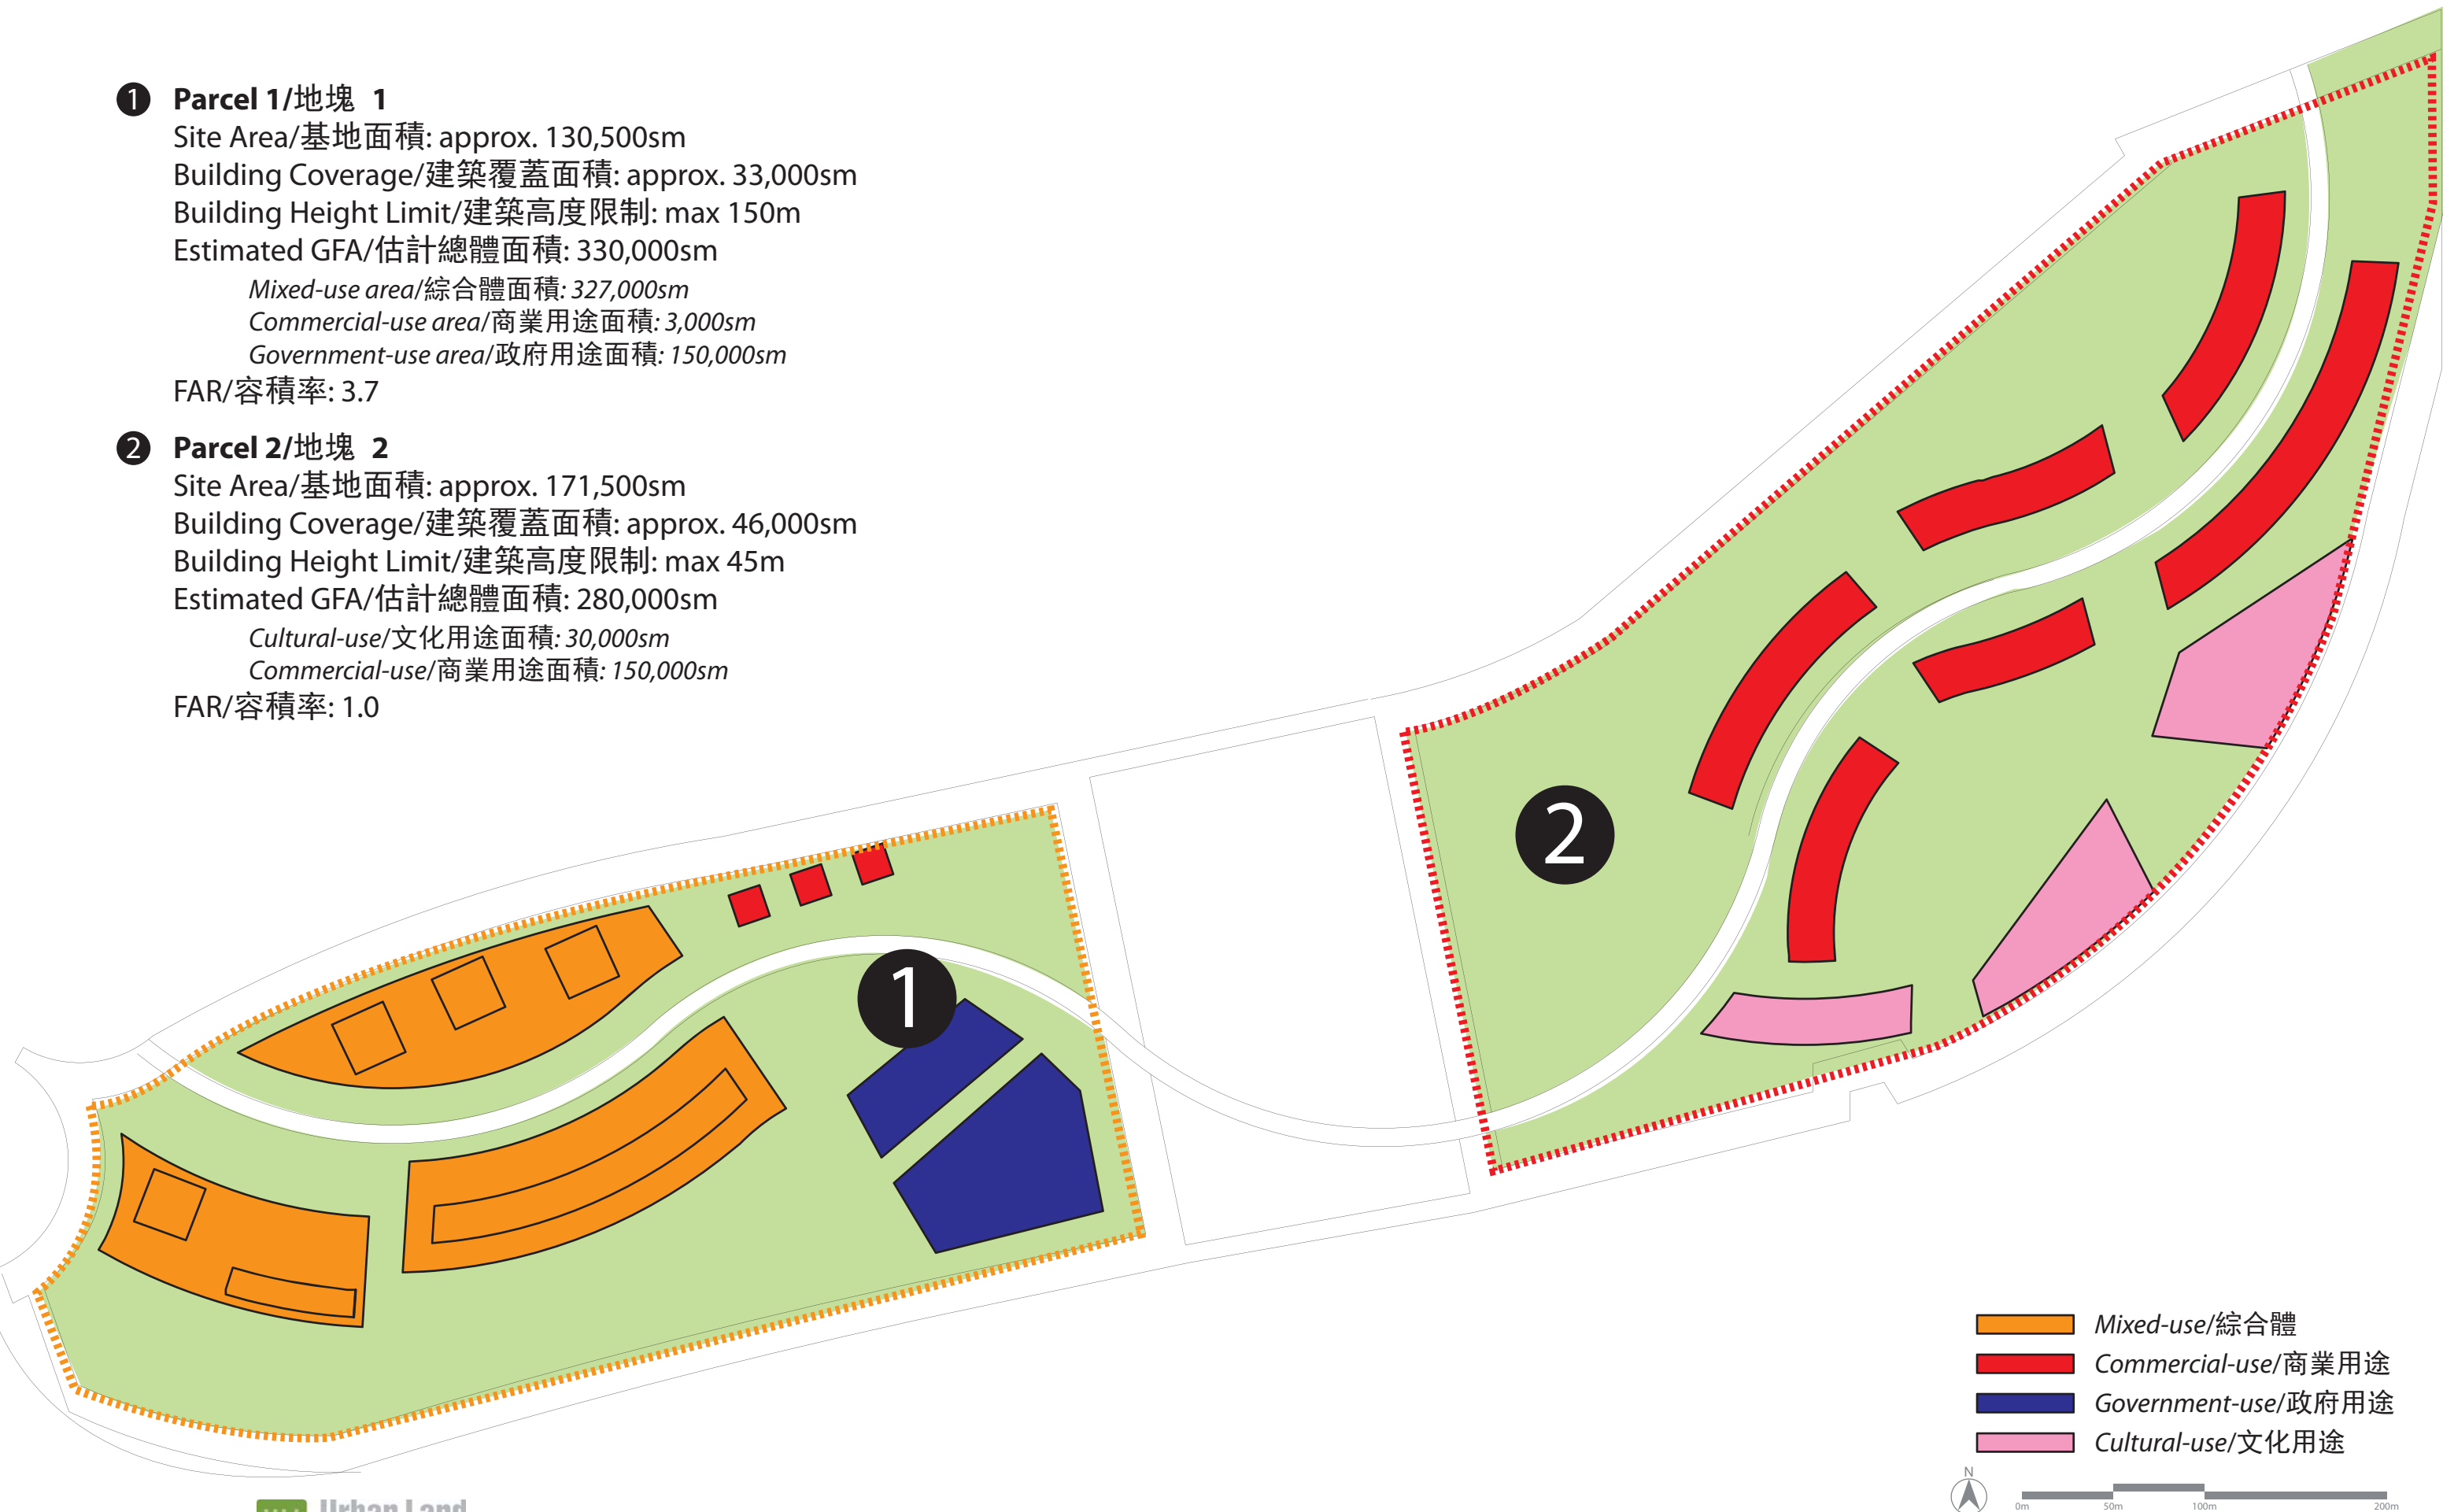 1 Parcel 1/地塊 1
Site Area/基地面積: approx. 130,500sm
Building Coverage/建築覆蓋面積: approx. 33,000sm
Building Height Limit/建築高度限制: max 150m
Estimated GFA/估計總體面積: 330,000sm
Mixed-use area/綜合體面積: 327,000sm
Commercial-use area/商業用途面積: 3,000sm
Government-use area/政府用途面積: 150,000sm
FAR/容積率: 3.7
2 Parcel 2/地塊 2
Site Area/基地面積: approx. 171,500sm
Building Coverage/建築覆蓋面積: approx. 46,000sm
Building Height Limit/建築高度限制: max 45m
Estimated GFA/估計總體面積: 280,000sm
Cultural-use/文化用途面積: 30,000sm
Commercial-use/商業用途面積: 150,000sm
FAR/容積率: 1.0
2
1
Mixed-use/綜合體
Commercial-use/商業用途
Government-use/政府用途
Cultural-use/文化用途
N
0m 50m 100m 200m
Urban Land